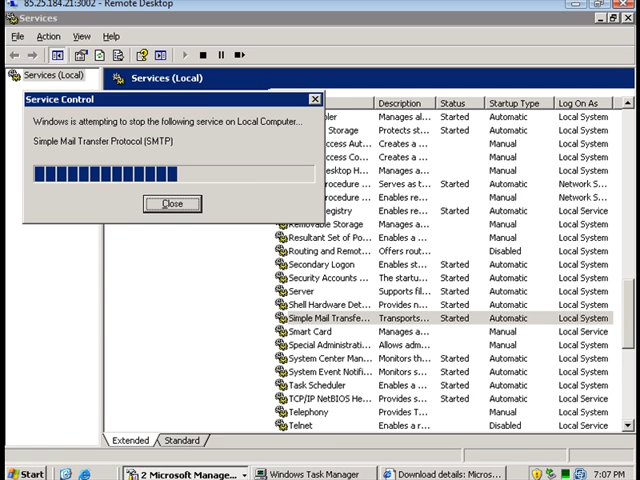 85.25.184.21:3002 - Remote Desktop
Services
File Action View Help
Services (Local)
Services (Local)
Description Status Startup Type Log On As
Service Control
Windows is attempting to stop the following service on Local Computer...
Simple Mail Transfer Protocol (SMTP)
Close
ler Manages al... Started Automatic Local System
Storage Protects st... Started Automatic Local System
ccess Aut... Creates a ... Manual Local System
ccess Co... Creates a ... Manual Local System
esktop H... Manages a... Manual Local System
rocedure ... Serves as t... Started Automatic Network S...
rocedure ... Enables re... Manual Network S...
egistry Enables re... Started Automatic Local Service
Removable Storage Manages a... Manual Local System
Resultant Set of Po... Enables a ... Manual Local System
Routing and Remot... Offers rout... Disabled Local System
Secondary Logon Enables st... Started Automatic Local System
Security Accounts ... The startu... Started Automatic Local System
Server Supports fil... Started Automatic Local System
Shell Hardware Det... Provides n... Started Automatic Local System
Simple Mail Transfe... Transports... Started Automatic Local System
Smart Card Manages a... Manual Local Service
Special Administrati... Allows adm... Manual Local System
System Center Man... Monitors th... Started Automatic Local System
System Event Notifi... Monitors s... Started Automatic Local System
Task Scheduler Enables a ... Started Automatic Local System
TCP/IP NetBIOS He... Provides s... Started Automatic Local Service
Telephony Provides T... Manual Local System
Telnet Enables a r... Disabled Local Service
Extended Standard
Start 2 Microsoft Manage... Windows Task Manager Download details: Micros... 7:07 PM